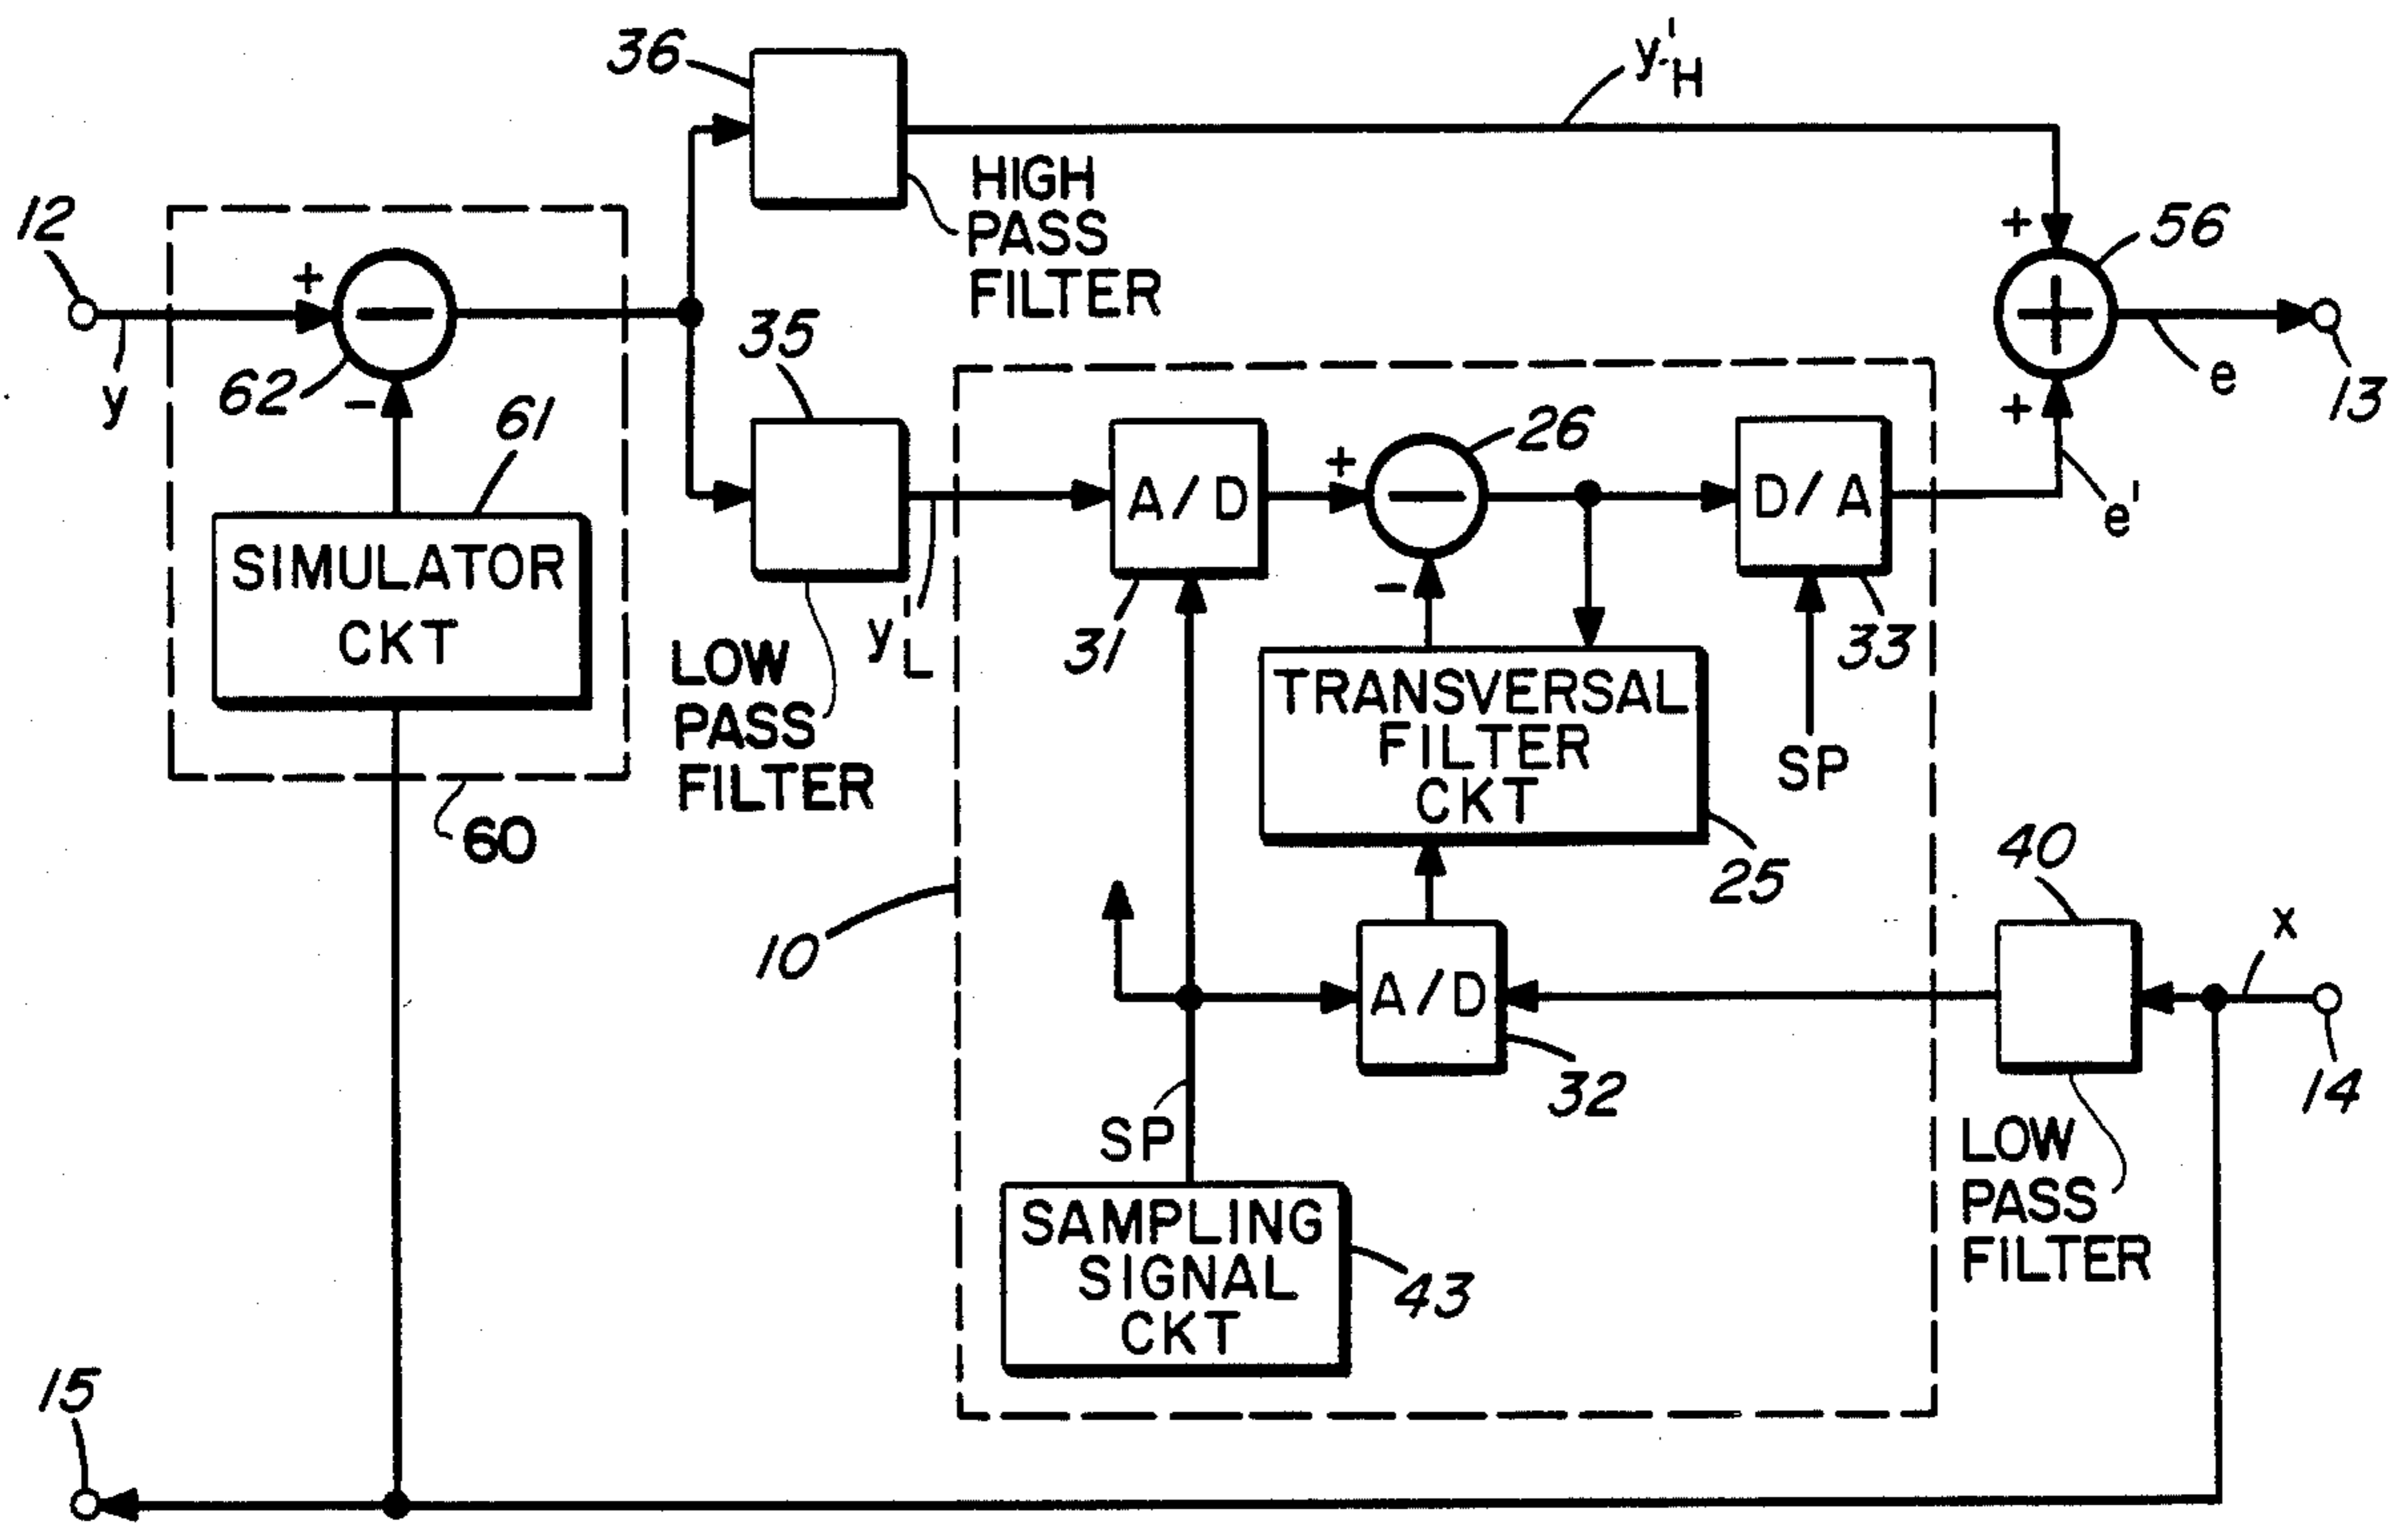 36
y'H
12
+
62
-
y
61
SIMULATOR
CKT
60
HIGH
PASS
FILTER
35
LOW
PASS
FILTER
y'L
+
56
+
e
13
e'
A/D
31
+
26
-
D/A
33
SP
TRANSVERSAL
FILTER
CKT
25
10
A/D
32
SP
SAMPLING
SIGNAL
CKT
43
40
x
14
LOW
PASS
FILTER
15